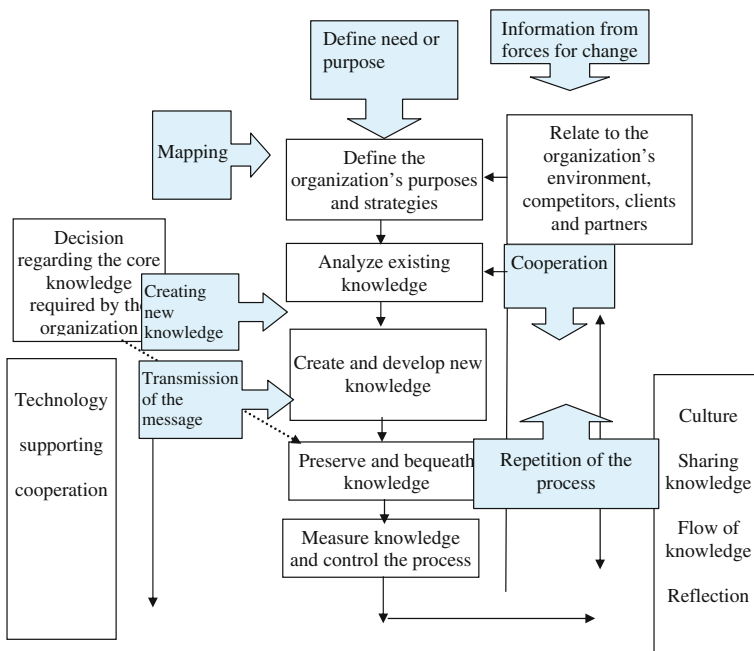 Define need or
purpose
Information from
forces for change
Mapping
Define the
organization's purposes
and strategies
Relate to the
organization's
environment,
competitors, clients
and partners
Decision
regarding the core
knowledge
required by the
organization
Creating
new
knowledge
Analyze existing
knowledge
Cooperation
Create and develop new
knowledge
Transmission
of the
message
Technology
supporting
cooperation
Preserve and bequeath
knowledge
Repetition of the
process
Culture
Sharing
knowledge
Flow of
knowledge
Reflection
Measure knowledge
and control the process